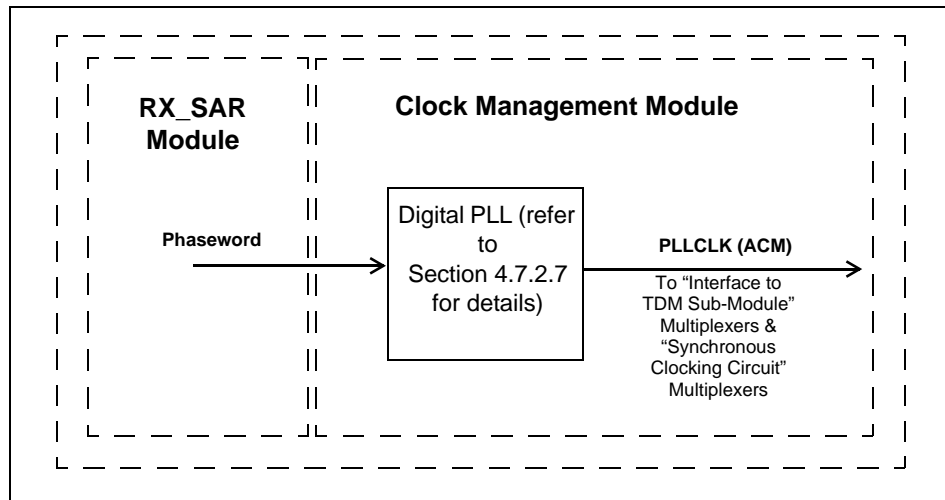 RX_SAR
Module
Clock Management Module
Phaseword
Digital PLL (refer
to
Section 4.7.2.7
for details)
PLLCLK (ACM)
To “Interface to
TDM Sub-Module”
Multiplexers &
“Synchronous
Clocking Circuit”
Multiplexers